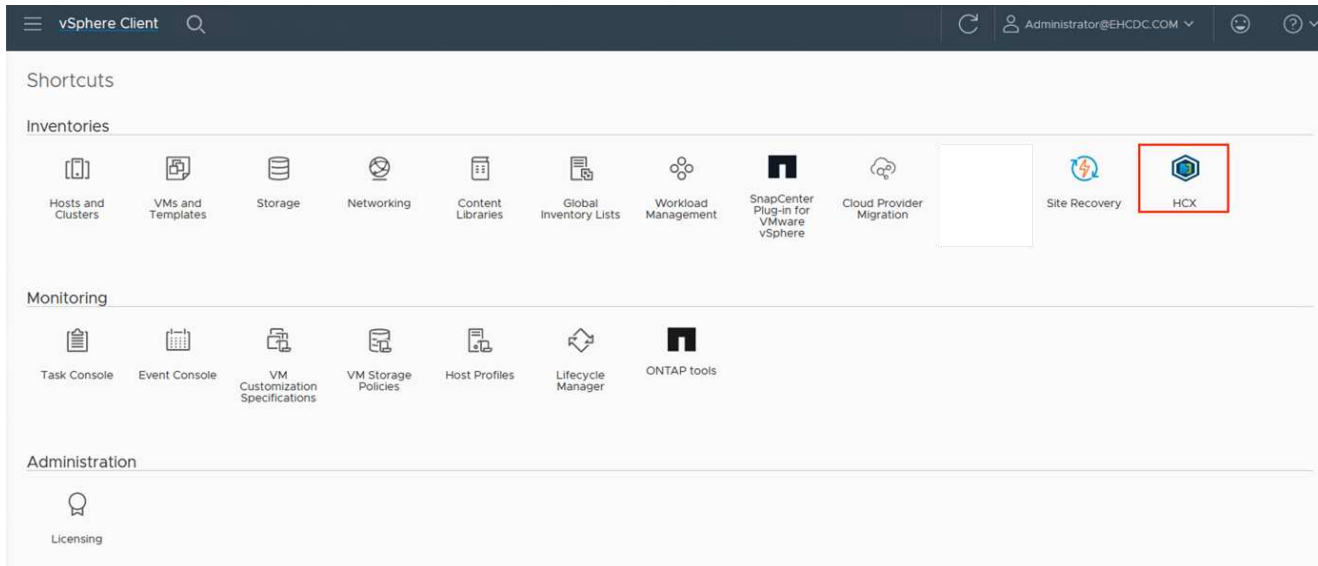 vSphere Client
Administrator@EHCDC.COM
Shortcuts
Inventories
Hosts and
Clusters
VMs and
Templates
Storage
Networking
Content
Libraries
Global
Inventory Lists
Workload
Management
SnapCenter
Plug-in for
VMware
vSphere
Cloud Provider
Migration
Site Recovery
HCX
Monitoring
Task Console
Event Console
VM
Customization
Specifications
VM Storage
Policies
Host Profiles
Lifecycle
Manager
ONTAP tools
Administration
Licensing